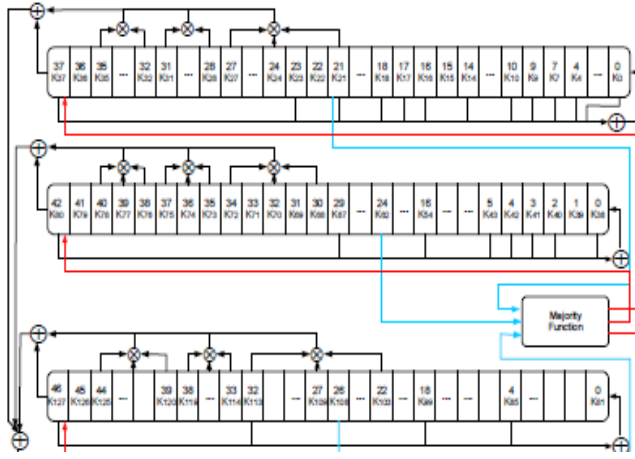 37 36 35 ... 32 31 ... 28 27 ... 24 23 22 21 ... 18 17 16 15 14 ... 10 9 7 4 ... 0
K37 K36 K35 K32 K31 K28 K27 K24 K23 K22 K21 K18 K17 K16 K15 K14 K10 K9 K7 K4 K0
42 41 40 39 38 37 36 35 34 33 32 31 30 29 ... 24 ... 16 ... ... 5 4 3 2 1 0
K80 K79 K78 K77 K76 K75 K74 K73 K72 K71 K70 K69 K68 K67 K62 K54 K43 K42 K41 K40 K39 K38
Majority
Function
46 45 44 ... 39 38 ... 33 32 ... 27 26 ... 22 ... 18 ... 4 0
K127 K126 K125 K120 K119 K114 K113 K109 K108 K103 K99 K85 K81